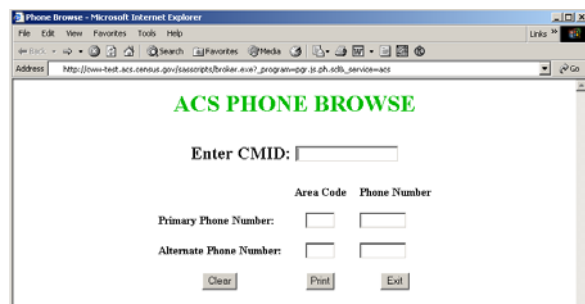 Phone Browse - Microsoft Internet Explorer
File Edit View Favorites Tools Help
Links »
Back Search Favorites Media
Address http://cww-test.acs.census.gov/sasscripts/broker.exe?_program=pgr.js.ph.scl&_service=acs Go
ACS PHONE BROWSE
Enter CMID:
Area Code Phone Number
Primary Phone Number:
Alternate Phone Number:
Clear Print Exit